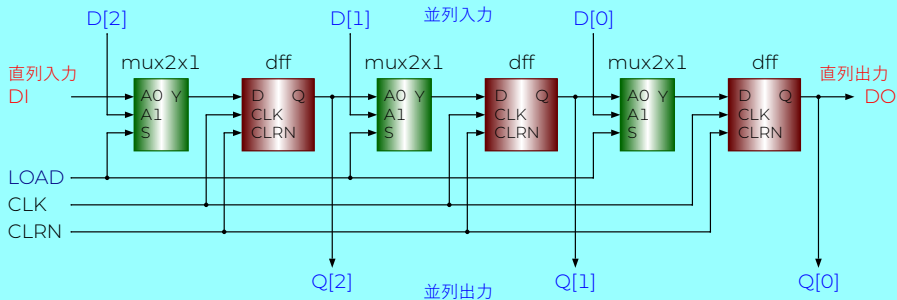 D[2] D[1] 並列入力 D[0]
mux2x1 dff mux2x1 dff mux2x1 dff
直列入力 直列出力
DI A0 Y D Q A0 Y D Q A0 Y D Q DO
A1 CLK A1 CLK A1 CLK
S CLRN S CLRN S CLRN
LOAD
CLK
CLRN
Q[2] Q[1] Q[0]
並列出力